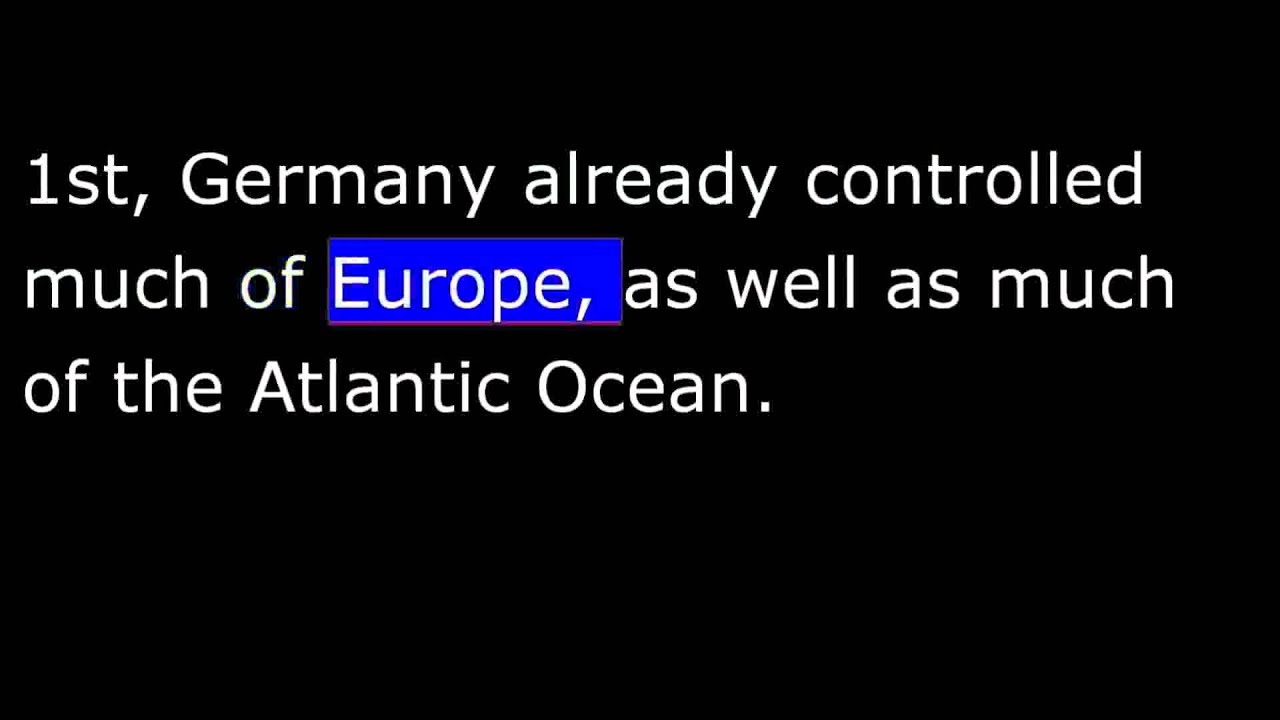 1st, Germany already controlled
much of Europe, as well as much
of the Atlantic Ocean.